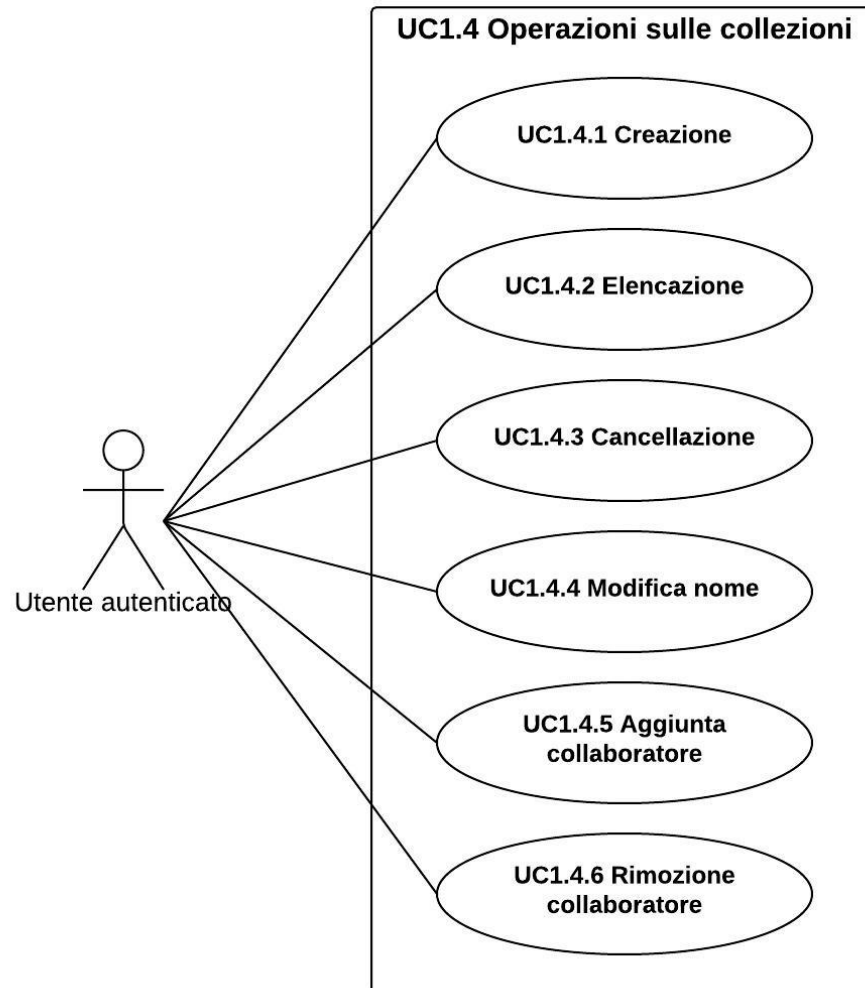 UC1.4 Operazioni sulle collezioni
UC1.4.1 Creazione
UC1.4.2 Elencazione
UC1.4.3 Cancellazione
UC1.4.4 Modifica nome
Utente autenticato
UC1.4.5 Aggiunta
collaboratore
UC1.4.6 Rimozione
collaboratore